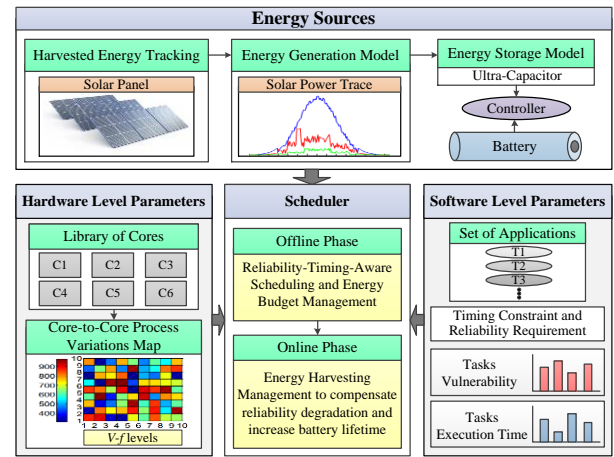 Energy Sources
Harvested Energy Tracking
Solar Panel
Energy Generation Model
Solar Power Trace
Energy Storage Model
Ultra-Capacitor
Controller
Battery
Hardware Level Parameters
Library of Cores
C1 C2 C3
C4 C5 C6
Core-to-Core Process
Variations Map
900
800
700
600
500
400
10
9
8
7
6
5
4
3
2
1
1 2 3 4 5 6 7 8 9 10
V-f levels
Scheduler
Offline Phase
Reliability-Timing-Aware
Scheduling and Energy
Budget Management
Online Phase
Energy Harvesting
Management to compensate
reliability degradation and
increase battery lifetime
Software Level Parameters
Set of Applications
T1
T2
T3
Timing Constraint
and Reliability Requirement
Tasks
Vulnerability
Tasks
Execution Time